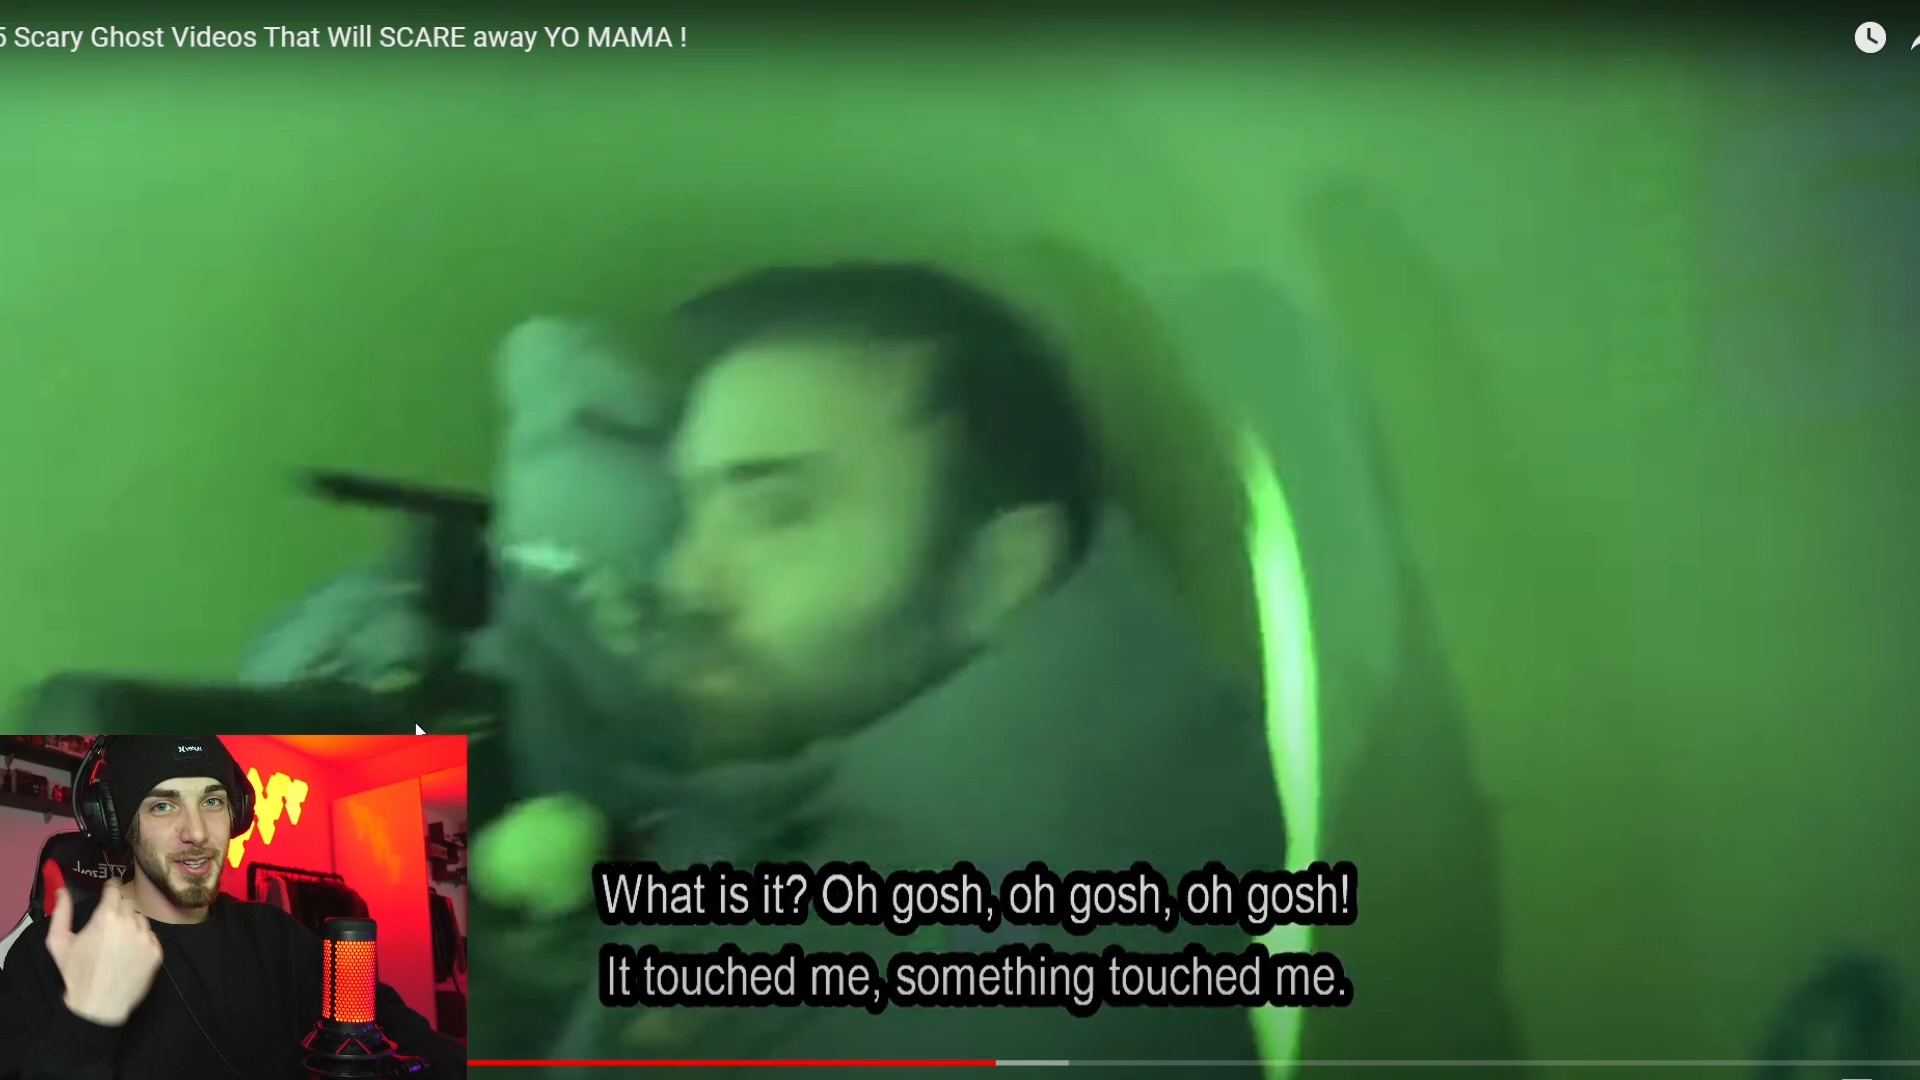 5 Scary Ghost Videos That Will SCARE away YO MAMA !
What is it? Oh gosh, oh gosh, oh gosh!
It touched me, something touched me.